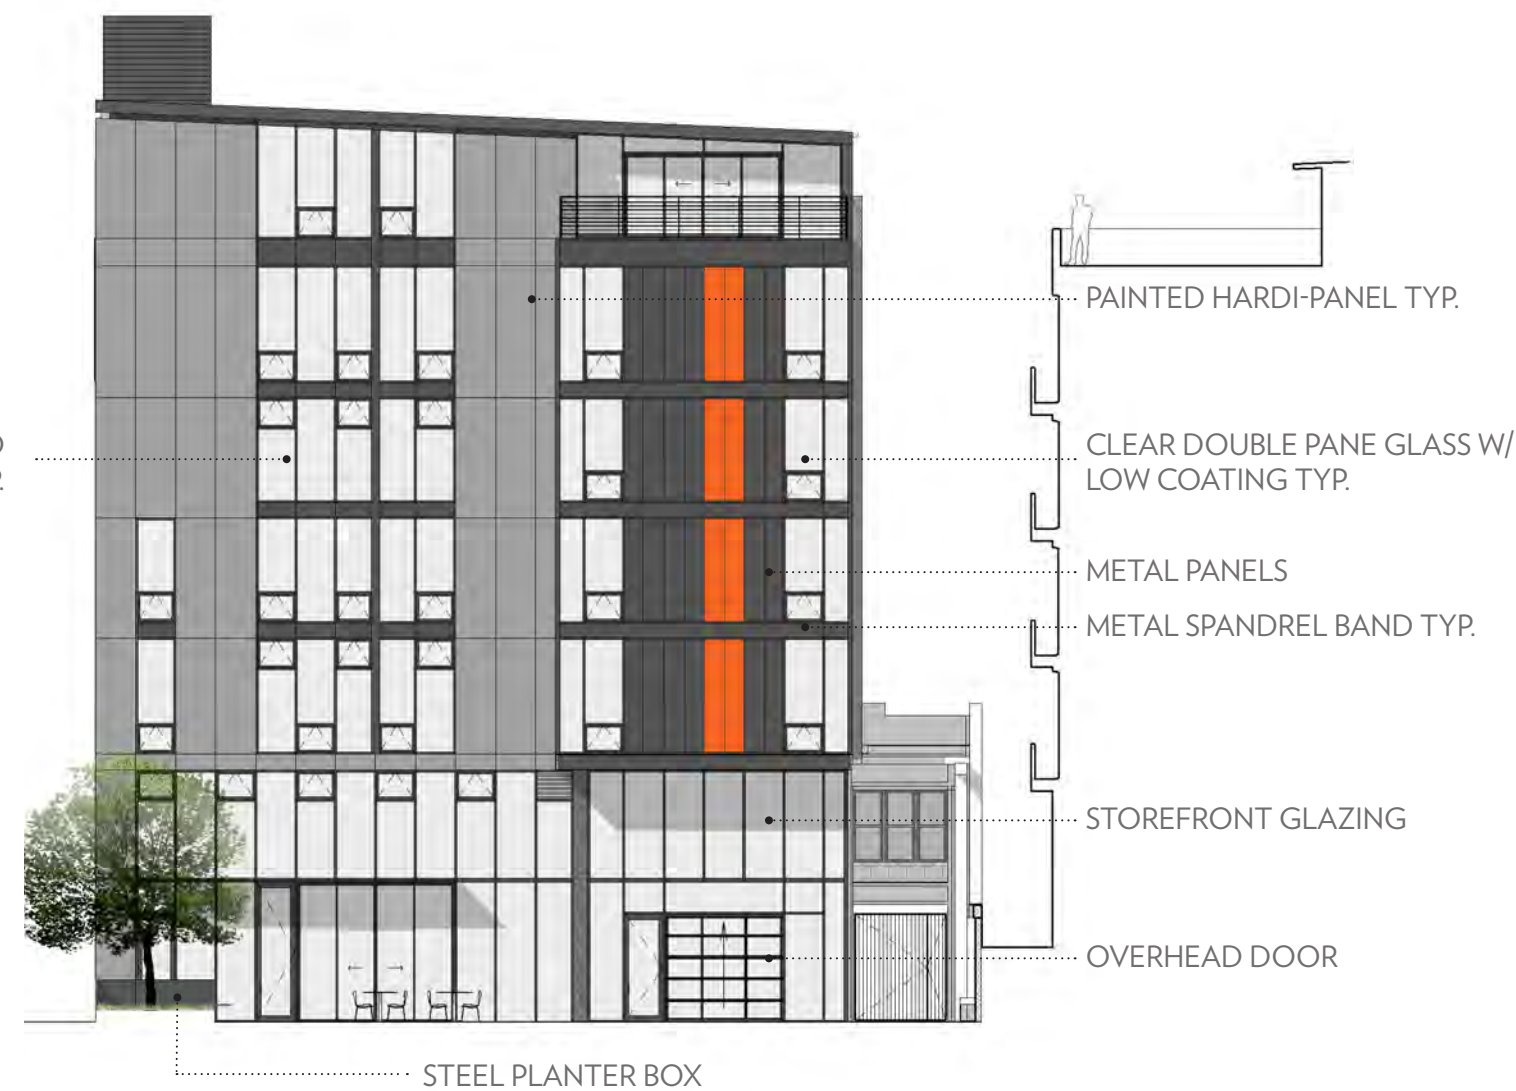 PAINTED HARDI-PANEL TYP.
CLEAR DOUBLE PANE GLASS W/
LOW COATING TYP.
METAL PANELS
METAL SPANDREL BAND TYP.
STOREFRONT GLAZING
OVERHEAD DOOR
STEEL PLANTER BOX